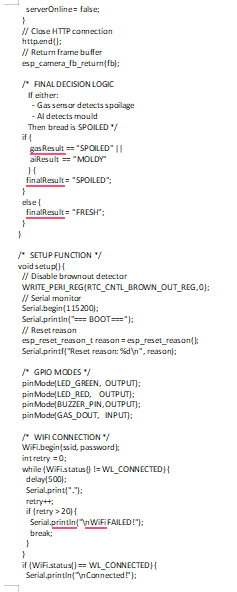 serverOnline = false;
}
// Close HTTP connection
http.end();
// Return frame buffer
esp_camera_fb_return(fb);
/* FINAL DECISION LOGIC
If either:
- Gas sensor detects spoilage
- AI detects mould
Then bread is SPOILED */
if (
gasResult == "SPOILED" ||
aiResult == "MOLDY"
) {
finalResult = "SPOILED";
}
else {
finalResult = "FRESH";
}
}
/* SETUP FUNCTION */
void setup() {
// Disable brownout detector
WRITE_PERI_REG(RTC_CNTL_BROWN_OUT_REG, 0);
// Serial monitor
Serial.begin(115200);
Serial.println("=== BOOT===");
// Reset reason
esp_reset_reason_t reason = esp_reset_reason();
Serial.printf("Reset reason: %d\n", reason);
/* GPIO MODES */
pinMode(LED_GREEN, OUTPUT);
pinMode(LED_RED, OUTPUT);
pinMode(BUZZER_PIN, OUTPUT);
pinMode(GAS_DOUT, INPUT);
/* WIFI CONNECTION */
WiFi.begin(ssid, password);
int retry = 0;
while (WiFi.status() != WL_CONNECTED) {
delay(500);
Serial.print(".");
retry++;
if (retry > 20) {
Serial.println("\nWiFi FAILED!");
break;
}
}
if (WiFi.status() == WL_CONNECTED) {
Serial.println("\nConnected!");